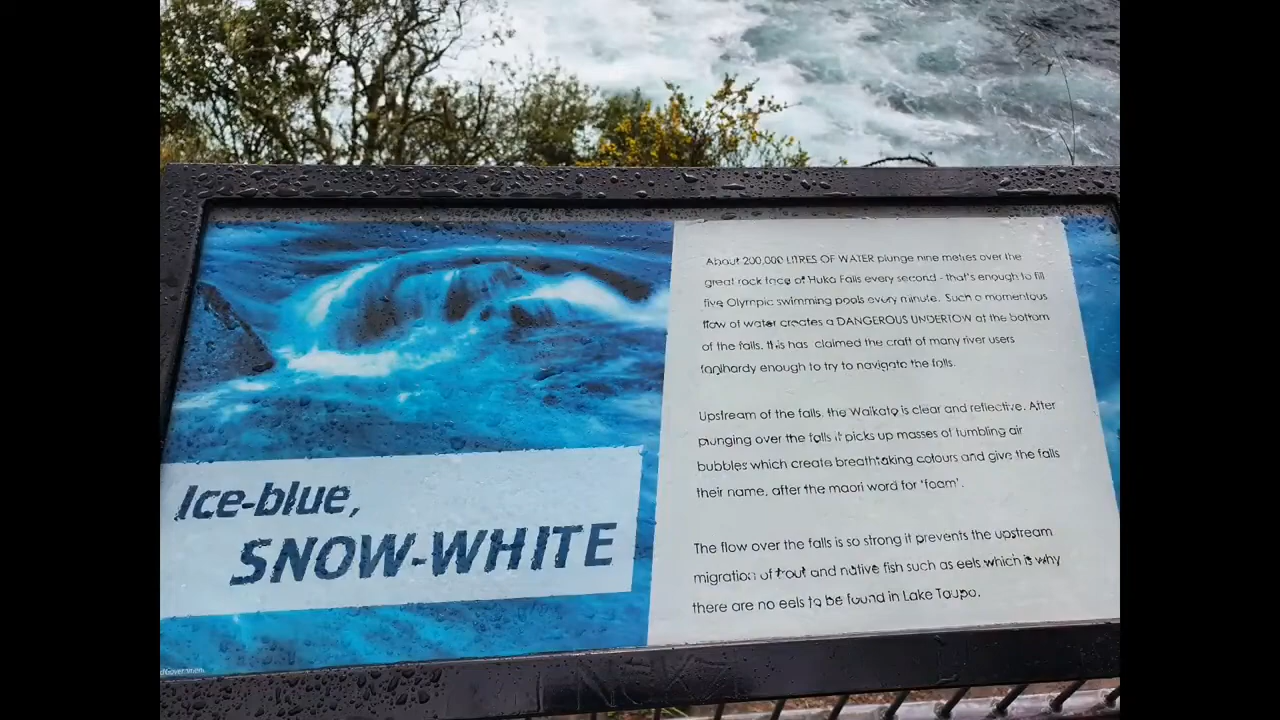 Ice-blue,
SNOW-WHITE
About 200,000 LITRES OF WATER plunge nine metres over the
great rock face of Huka Falls every second - that's enough to fill
five Olympic swimming pools every minute. Such a momentous
flow of water creates a DANGEROUS UNDERTOW at the bottom
of the falls. this has claimed the craft of many river users
foolhardy enough to try to navigate the falls.
Upstream of the falls, the Waikato is clear and reflective. After
plunging over the falls it picks up masses of tumbling air
bubbles which create breathtaking colours and give the falls
their name, after the maori word for 'foam'.
The flow over the falls is so strong it prevents the upstream
migration of trout and native fish such as eels which is why
there are no eels to be found in Lake Taupo.